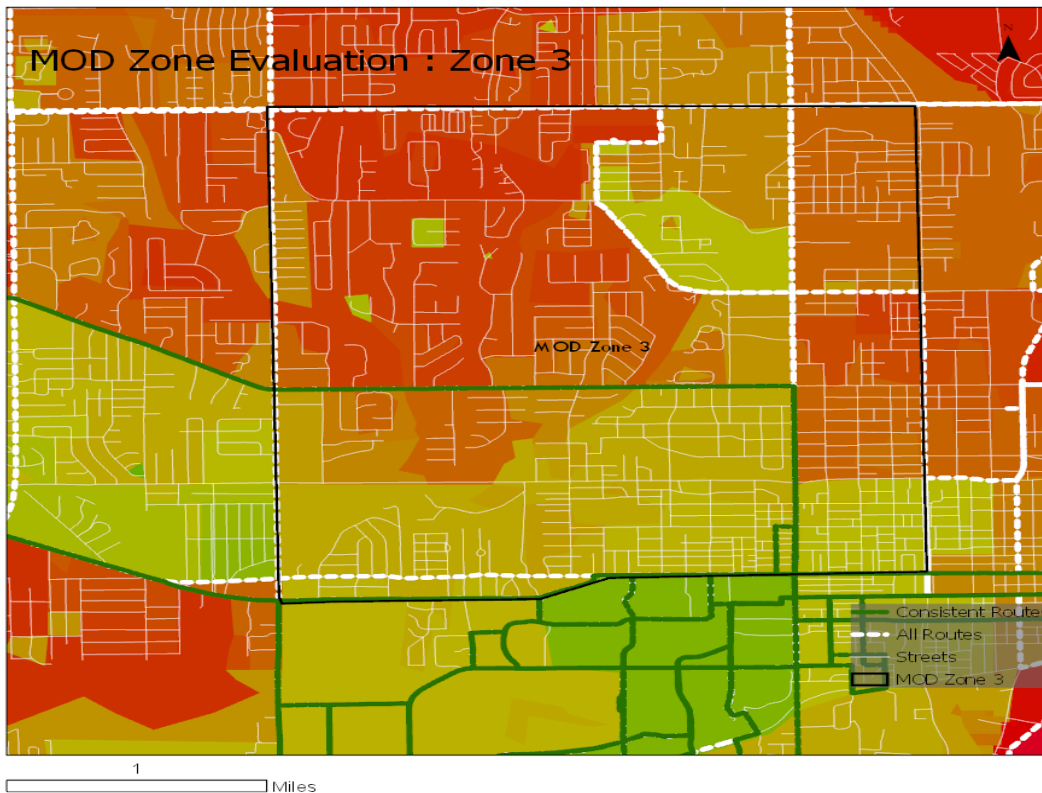 MOD Zone Evaluation : Zone 3
N
MOD Zone 3
Consistent Route
All Routes
Streets
MOD Zone 3
1
Miles